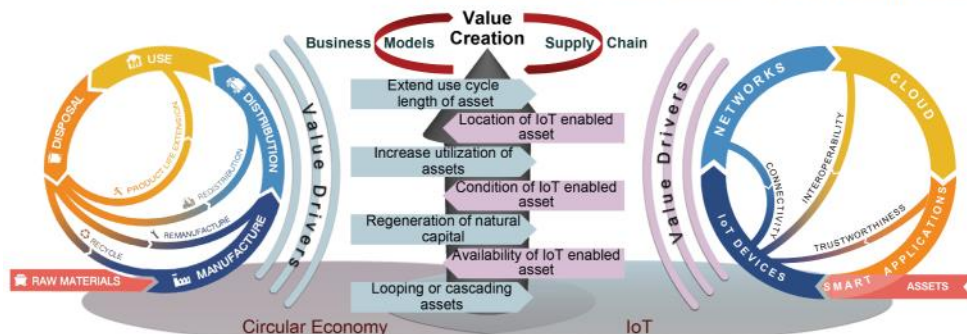 Value
Creation
Business Models
Supply Chain
USE
DISPOSAL
DISTRIBUTION
PRODUCT LIFE EXTENSION
REDISTRIBUTION
REMANUFACTURE
RECYCLE
MANUFACTURE
RAW MATERIALS
Value Drivers
Extend use cycle
length of asset
Location of IoT enabled
asset
Increase utilization of
assets
Condition of IoT enabled
asset
Regeneration of natural
capital
Availability of IoT enabled
asset
Looping or cascading
assets
Value Drivers
NETWORKS
CLOUD
CONNECTIVITY
INTEROPERABILITY
TRUSTWORTHINESS
IoT DEVICES
SMART APPLICATIONS
ASSETS
Circular Economy
IoT